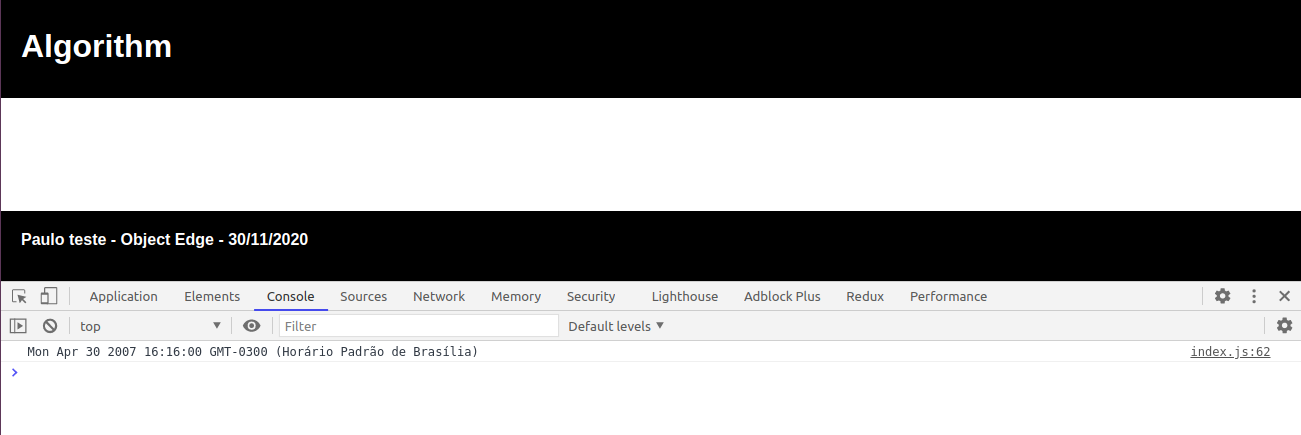 Algorithm
Paulo teste - Object Edge - 30/11/2020
Application Elements Console Sources Network Memory Security Lighthouse Adblock Plus Redux Performance
top Filter Default levels
Mon Apr 30 2007 16:16:00 GMT-0300 (Horário Padrão de Brasília) index.js:62